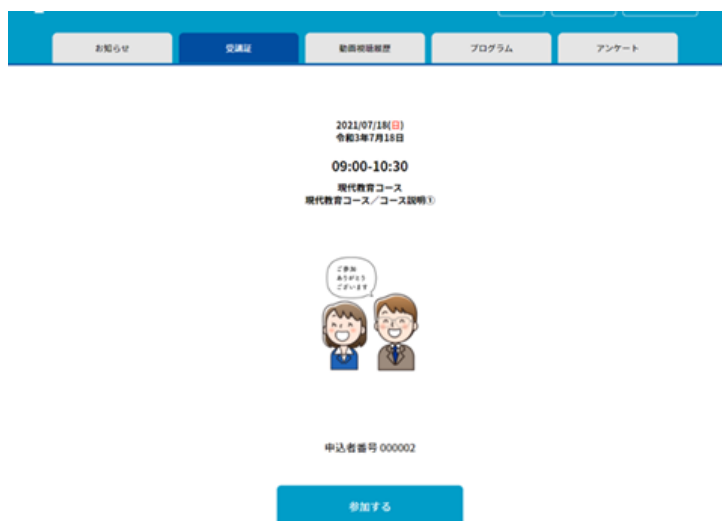 お知らせ
受講証
動画視聴履歴
プログラム
アンケート
2021/07/18(日)
令和3年7月18日
09:00-10:30
現代教育コース
現代教育コース／コース説明①
ご参加
ありがとう
ございます
申込者番号 000002
参加する